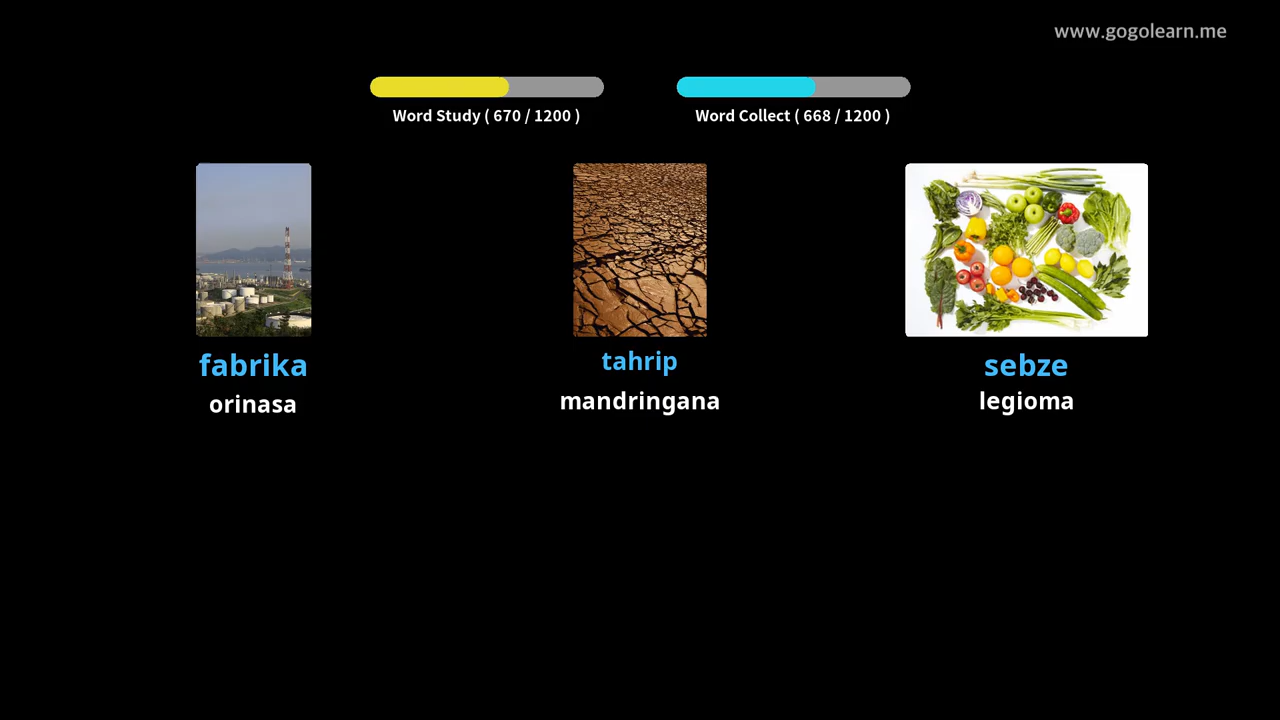 www.gogolearn.me
Word Study ( 670 / 1200 )
Word Collect ( 668 / 1200 )
fabrika
orinasa
tahrip
mandringana
sebze
legioma